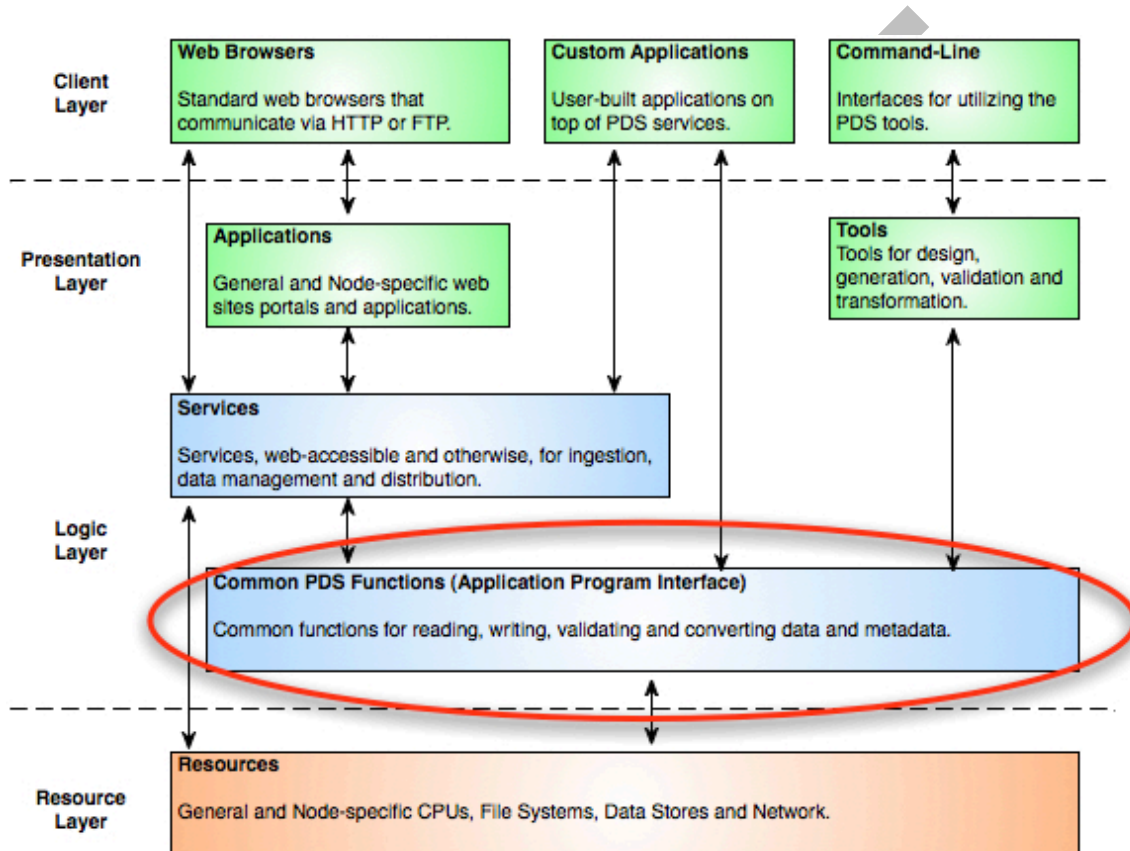 Client
Layer
Web Browsers
Standard web browsers that
communicate via HTTP or FTP.
Custom Applications
User-built applications on
top of PDS services.
Command-Line
Interfaces for utilizing the
PDS tools.
Presentation
Layer
Applications
General and Node-specific web
sites portals and applications.
Tools
Tools for design,
generation, validation and
transformation.
Services
Services, web-accessible and otherwise, for ingestion,
data management and distribution.
Logic
Layer
Common PDS Functions (Application Program Interface)
Common functions for reading, writing, validating and converting data and metadata.
Resource
Layer
Resources
General and Node-specific CPUs, File Systems, Data Stores and Network.